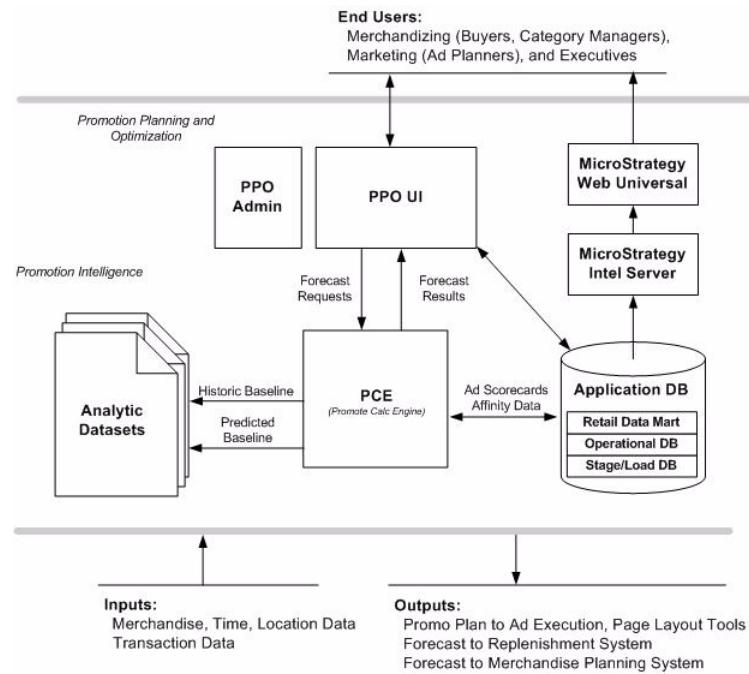 End Users:
Merchandizing (Buyers, Category Managers),
Marketing (Ad Planners), and Executives
Promotion Planning and
Optimization
PPO
Admin
PPO UI
MicroStrategy
Web Universal
MicroStrategy
Intel Server
Promotion Intelligence
Forecast
Requests
Forecast
Results
Analytic
Datasets
Historic Baseline
Predicted
Baseline
PCE
(Promote Calc Engine)
Ad Scorecards
Affinity Data
Application DB
Retail Data Mart
Operational DB
Stage/Load DB
Inputs:
Merchandise, Time, Location Data
Transaction Data
Outputs:
Promo Plan to Ad Execution, Page Layout Tools
Forecast to Replenishment System
Forecast to Merchandise Planning System